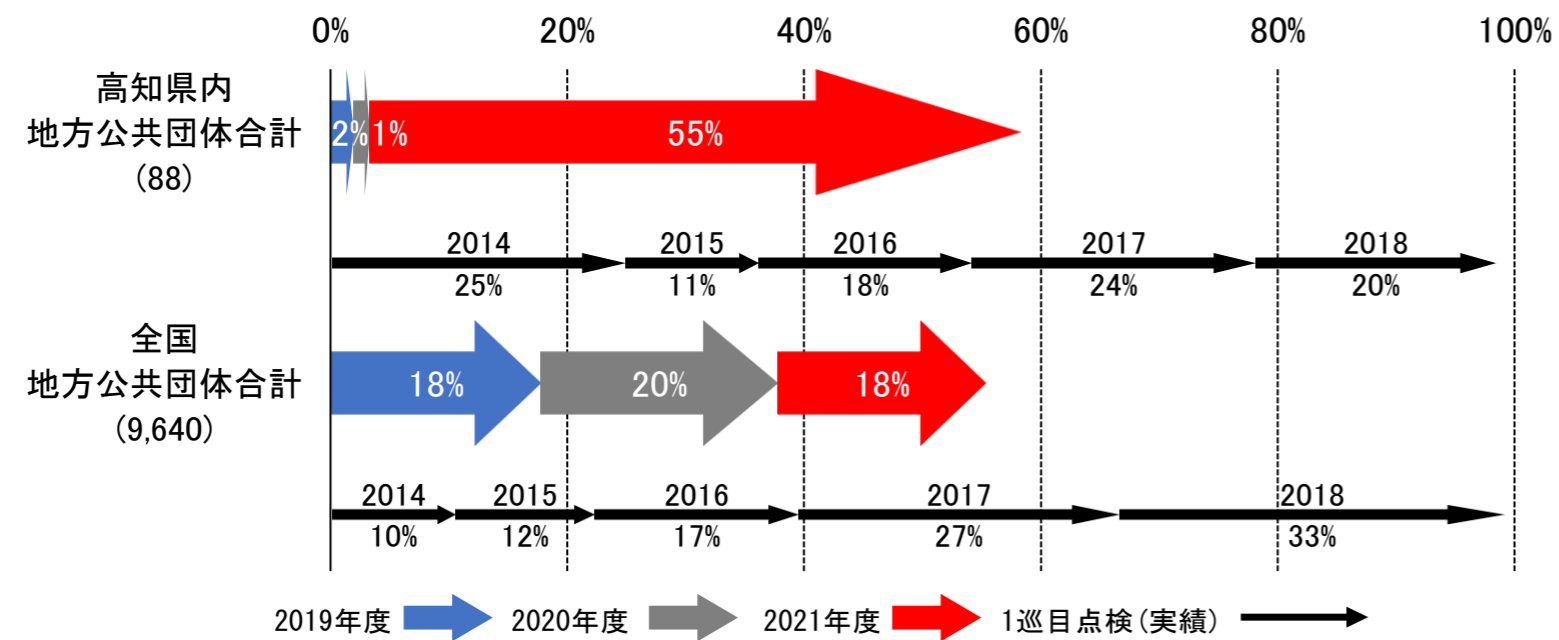 0% 20% 40% 60% 80% 100%
高知県内
地方公共団体合計
(88)
2% 1% 55%
2014 2015 2016 2017 2018
25% 11% 18% 24% 20%
全国
地方公共団体合計
(9,640)
18% 20% 18%
2014 2015 2016 2017 2018
10% 12% 17% 27% 33%
2019年度 2020年度 2021年度 1巡目点検(実績)